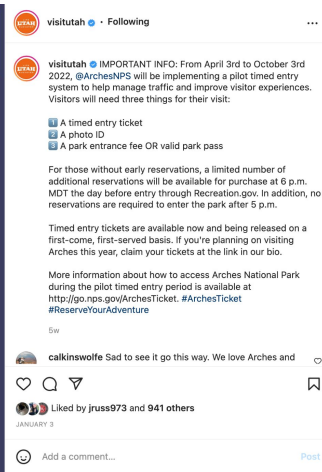 UTAH
visitutah • Following
UTAH
visitutah IMPORTANT INFO: From April 3rd to October 3rd
2022, @ArchesNPS will be implementing a pilot timed entry
system to help manage traffic and improve visitor experiences.
Visitors will need three things for their visit:
1 A timed entry ticket
2 A photo ID
3 A park entrance fee OR valid park pass
For those without early reservations, a limited number of
additional reservations will be available for purchase at 6 p.m.
MDT the day before entry through Recreation.gov. In addition, no
reservations are required to enter the park after 5 p.m.
Timed entry tickets are available now and being released on a
first-come, first-served basis. If you're planning on visiting
Arches this year, claim your tickets at the link in our bio.
More information about how to access Arches National Park
during the pilot timed entry period is available at
http://go.nps.gov/ArchesTicket. #ArchesTicket
#ReserveYourAdventure
5w
calkinswolfe Sad to see it go this way. We love Arches and
Liked by jruss973 and 941 others
JANUARY 3
Add a comment...
Post